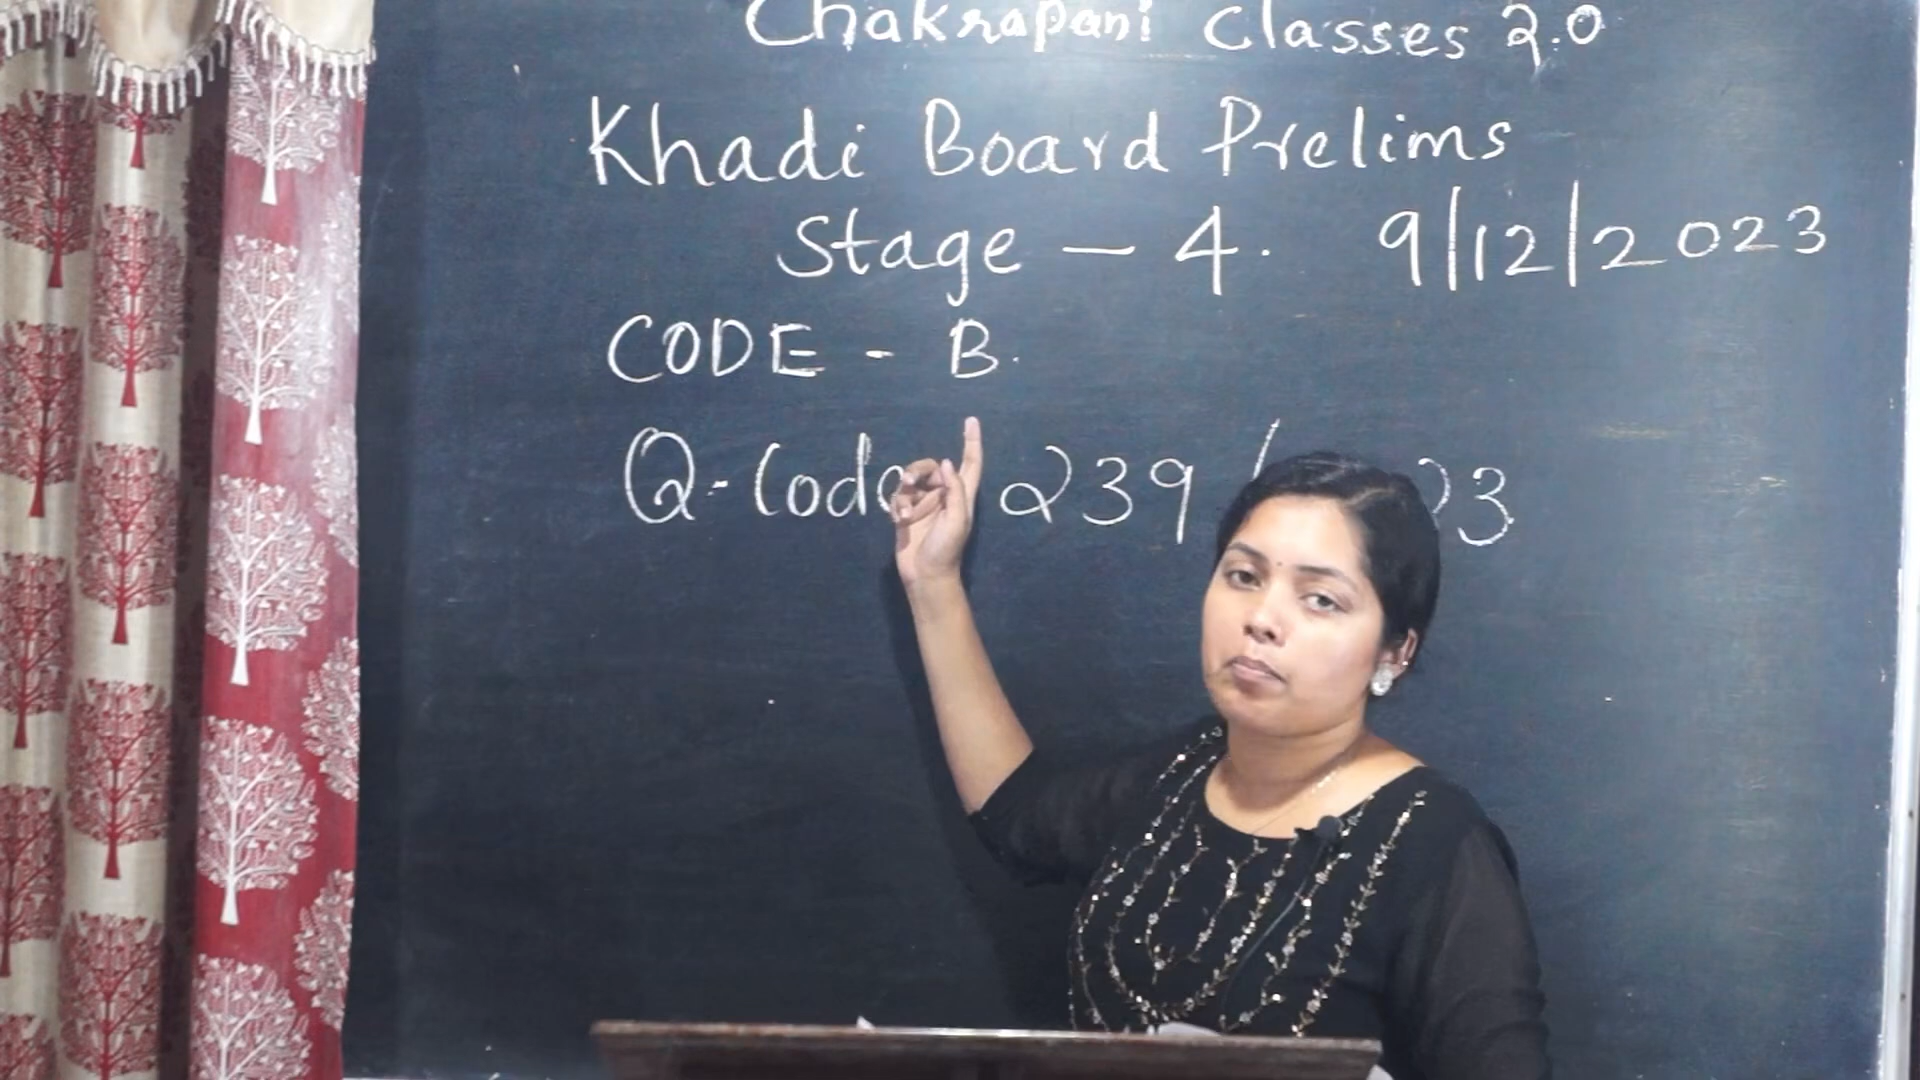 Chakrapani Classes 2.0
Khadi Board Prelims
Stage - 4. 9/12/2023
CODE - B.
Q-Code 239/